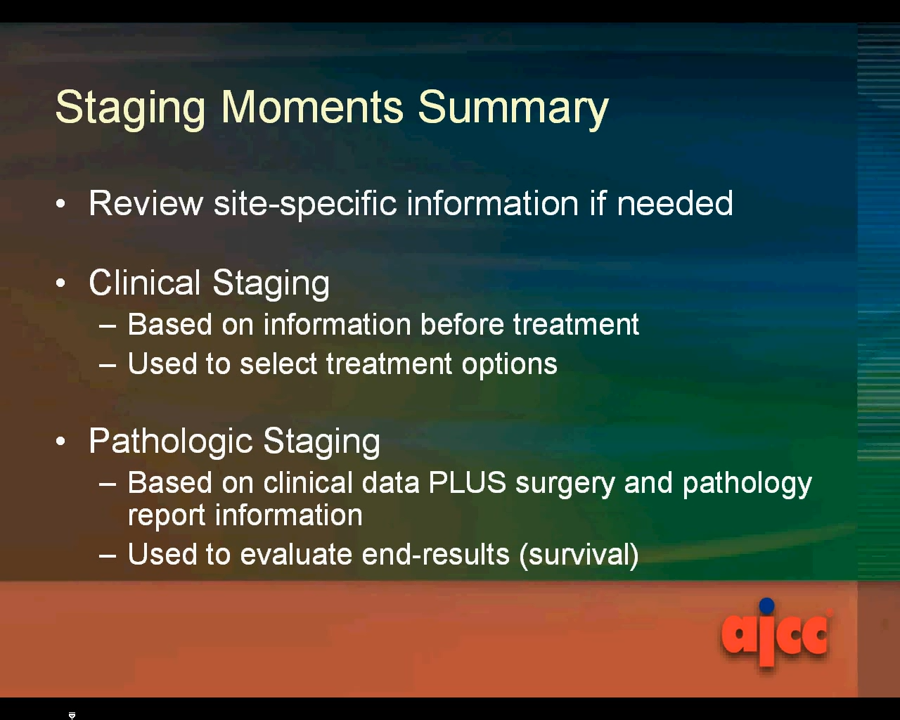 Staging Moments Summary
• Review site-specific information if needed
• Clinical Staging
– Based on information before treatment
– Used to select treatment options
• Pathologic Staging
– Based on clinical data PLUS surgery and pathology
report information
– Used to evaluate end-results (survival)
ajcc